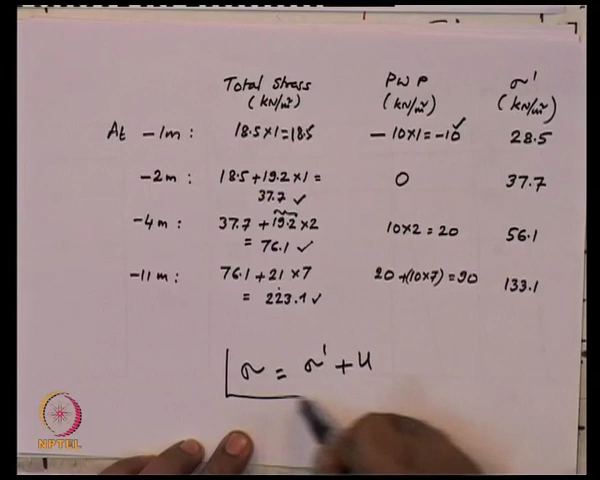 Total Stress PWP σ'
(kN/m²) (kN/m²) (kN/m²)
At -1m: 18.5×1=18.5 -10×1=-10 ✓ 28.5
-2m: 18.5+19.2×1= 0 37.7
37.7 ✓
-4m: 37.7+19.2×2 10×2=20 56.1
= 76.1 ✓
-11m: 76.1+21×7 20+(10×7)=90 133.1
= 223.1 ✓
σ = σ' + u
NPTEL